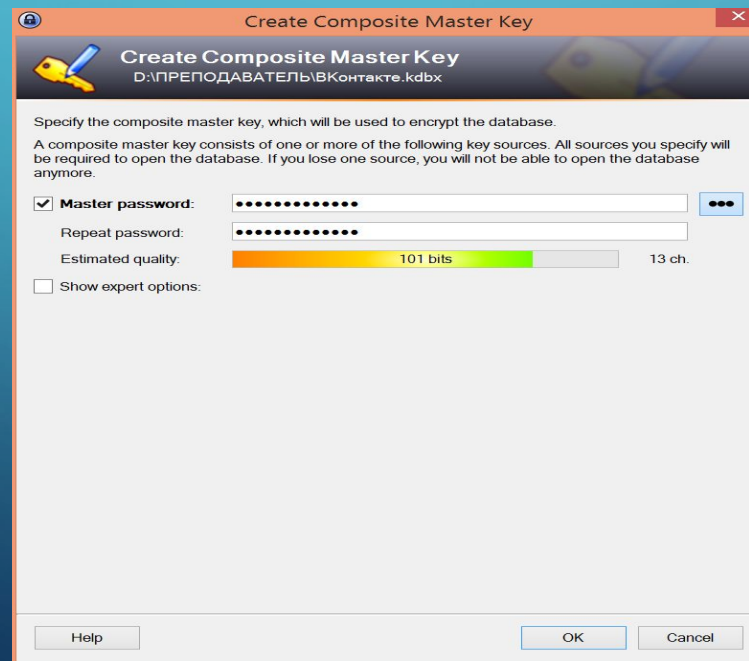 Create Composite Master Key
Create Composite Master Key
D:\ПРЕПОДАВАТЕЛЬ\ВКонтакте.kdbx
Specify the composite master key, which will be used to encrypt the database.
A composite master key consists of one or more of the following key sources. All sources you specify will
be required to open the database. If you lose one source, you will not be able to open the database
anymore.
Master password: ●●●●●●●●●●●●●
Repeat password: ●●●●●●●●●●●●●
Estimated quality: 101 bits 13 ch.
Show expert options:
Help OK Cancel